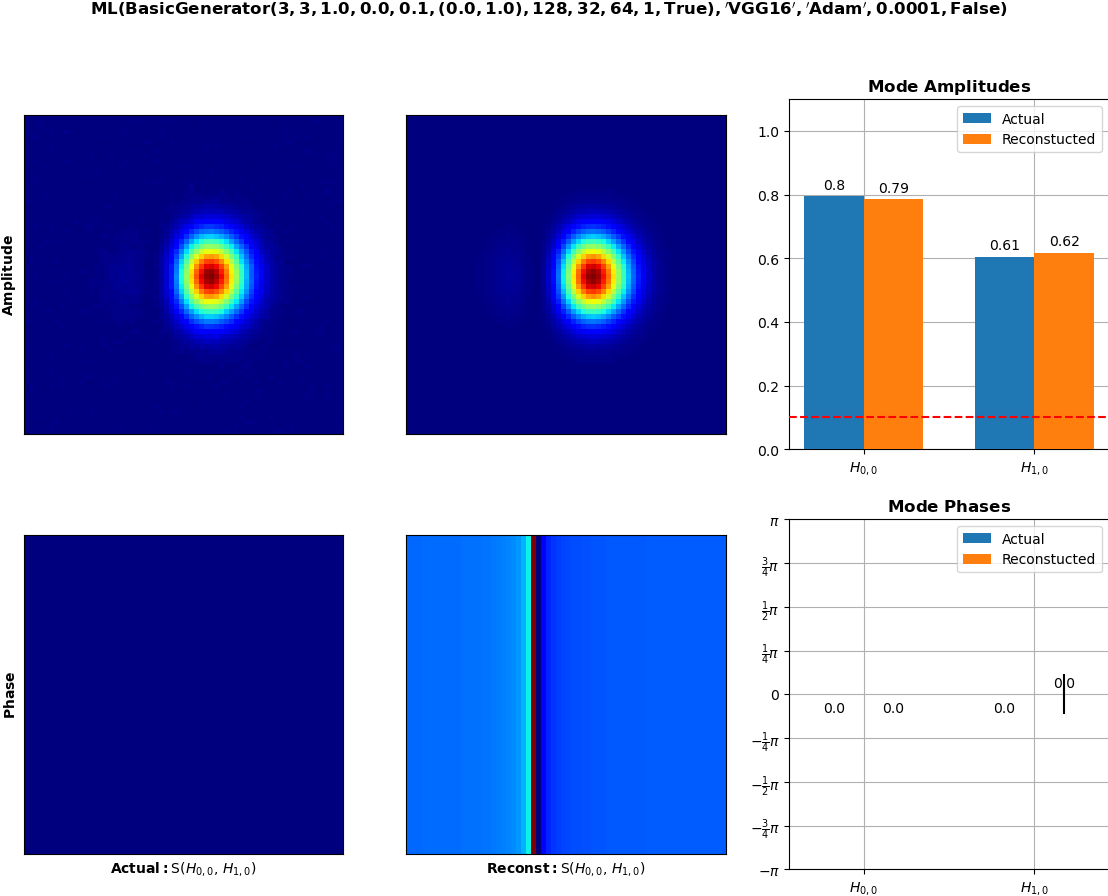 ML(BasicGenerator(3, 3, 1.0, 0.0, 0.1, (0.0, 1.0), 128, 32, 64, 1, True), 'VGG16', 'Adam', 0.0001, False)
Amplitude
Mode Amplitudes
Actual
Reconstucted
1.0
0.8
0.6
0.4
0.2
0.0
0.8
0.79
0.61
0.62
H0, 0
H1, 0
Phase
Actual: S(H0, 0, H1, 0)
Reconst: S(H0, 0, H1, 0)
Mode Phases
Actual
Reconstucted
π
3/4π
1/2π
1/4π
0
−1/4π
−1/2π
−3/4π
−π
0.0
0.0
0.0
0.0
H0, 0
H1, 0